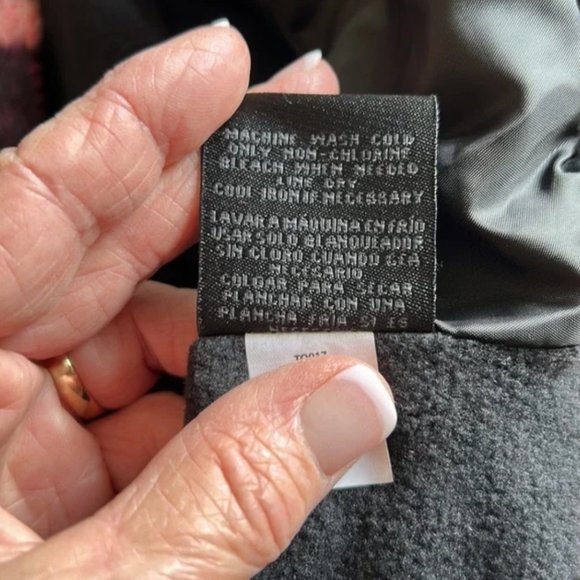 MACHINE WASH COLD
ONLY NON-CHLORINE
BLEACH WHEN NEEDED
LINE DRY
COOL IRON IF NECESSARY
LAVAR A MAQUINA EN FRIO
USAR SOLO BLANQUEADOR
SIN CLORO CUANDO SEA
NECESARIO
COLGAR PARA SECAR
PLANCHAR CON UNA
PLANCHA FRIA SI ES
TO017